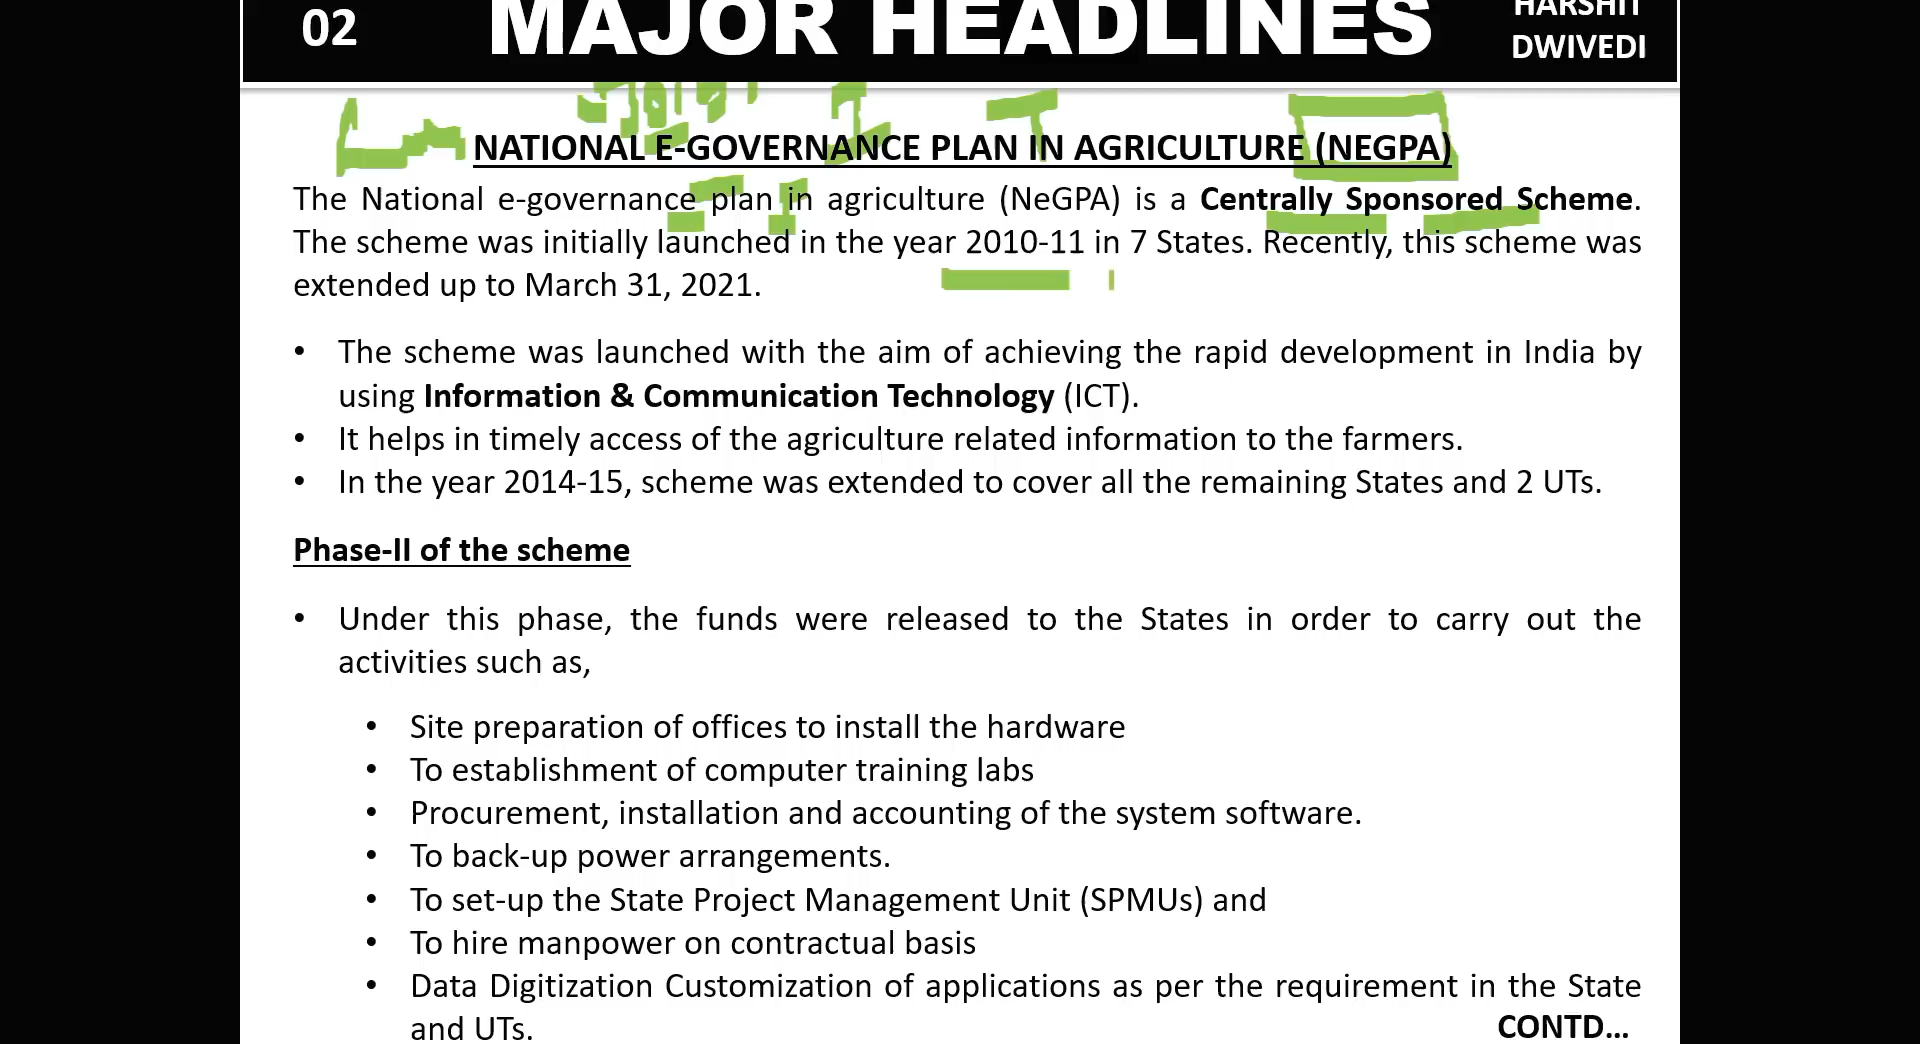 02
MAJOR HEADLINES
HARSHIT
DWIVEDI
NATIONAL E-GOVERNANCE PLAN IN AGRICULTURE (NEGPA)
The National e-governance plan in agriculture (NeGPA) is a Centrally Sponsored Scheme.
The scheme was initially launched in the year 2010-11 in 7 States. Recently, this scheme was
extended up to March 31, 2021.
• The scheme was launched with the aim of achieving the rapid development in India by
using Information & Communication Technology (ICT).
• It helps in timely access of the agriculture related information to the farmers.
• In the year 2014-15, scheme was extended to cover all the remaining States and 2 UTs.
Phase-II of the scheme
• Under this phase, the funds were released to the States in order to carry out the
activities such as,
• Site preparation of offices to install the hardware
• To establishment of computer training labs
• Procurement, installation and accounting of the system software.
• To back-up power arrangements.
• To set-up the State Project Management Unit (SPMUs) and
• To hire manpower on contractual basis
• Data Digitization Customization of applications as per the requirement in the State
and UTs.
CONTD...